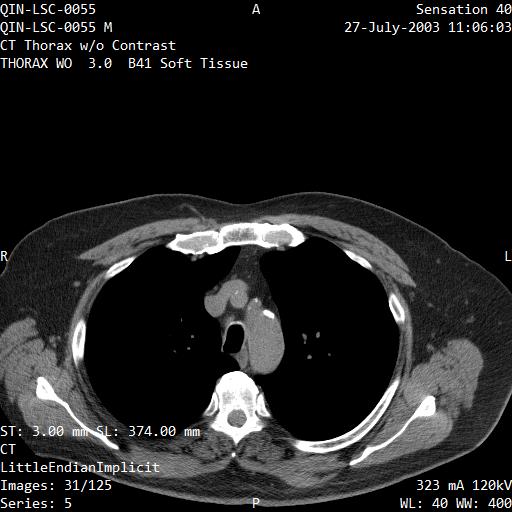 QIN-LSC-0055
A
Sensation 40
QIN-LSC-0055 M
27-July-2003 11:06:03
CT Thorax w/o Contrast
THORAX WO 3.0 B41 Soft Tissue
R
L
ST: 3.00 mm SL: 374.00 mm
CT
LittleEndianImplicit
Images: 31/125
323 mA 120kV
Series: 5
P
WL: 40 WW: 400